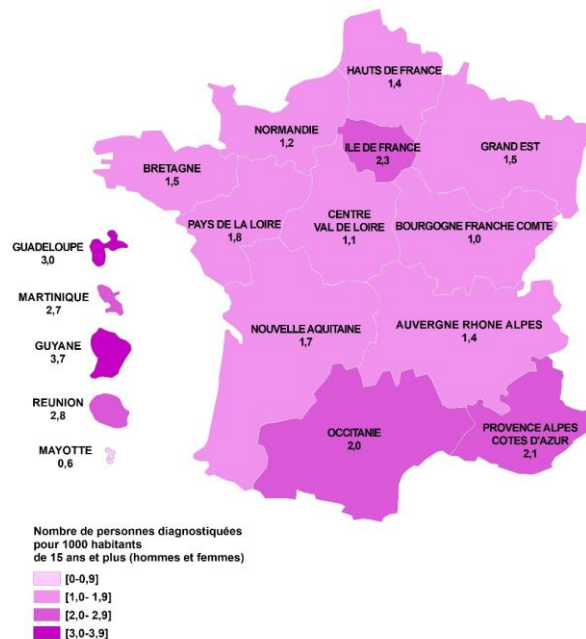 HAUTS DE FRANCE
1,4
NORMANDIE
1,2
ILE DE FRANCE
2,3
GRAND EST
1,5
BRETAGNE
1,5
PAYS DE LA LOIRE
1,8
CENTRE
VAL DE LOIRE
1,1
BOURGOGNE FRANCHE COMTE
1,0
GUADELOUPE
3,0
MARTINIQUE
2,7
GUYANE
3,7
REUNION
2,8
MAYOTTE
0,6
NOUVELLE AQUITAINE
1,7
AUVERGNE RHONE ALPES
1,4
OCCITANIE
2,0
PROVENCE ALPES
COTES D'AZUR
2,1
Nombre de personnes diagnostiquées
pour 1000 habitants
de 15 ans et plus (hommes et femmes)
[0-0,9]
[1,0- 1,9]
[2,0- 2,9]
[3,0-3,9]